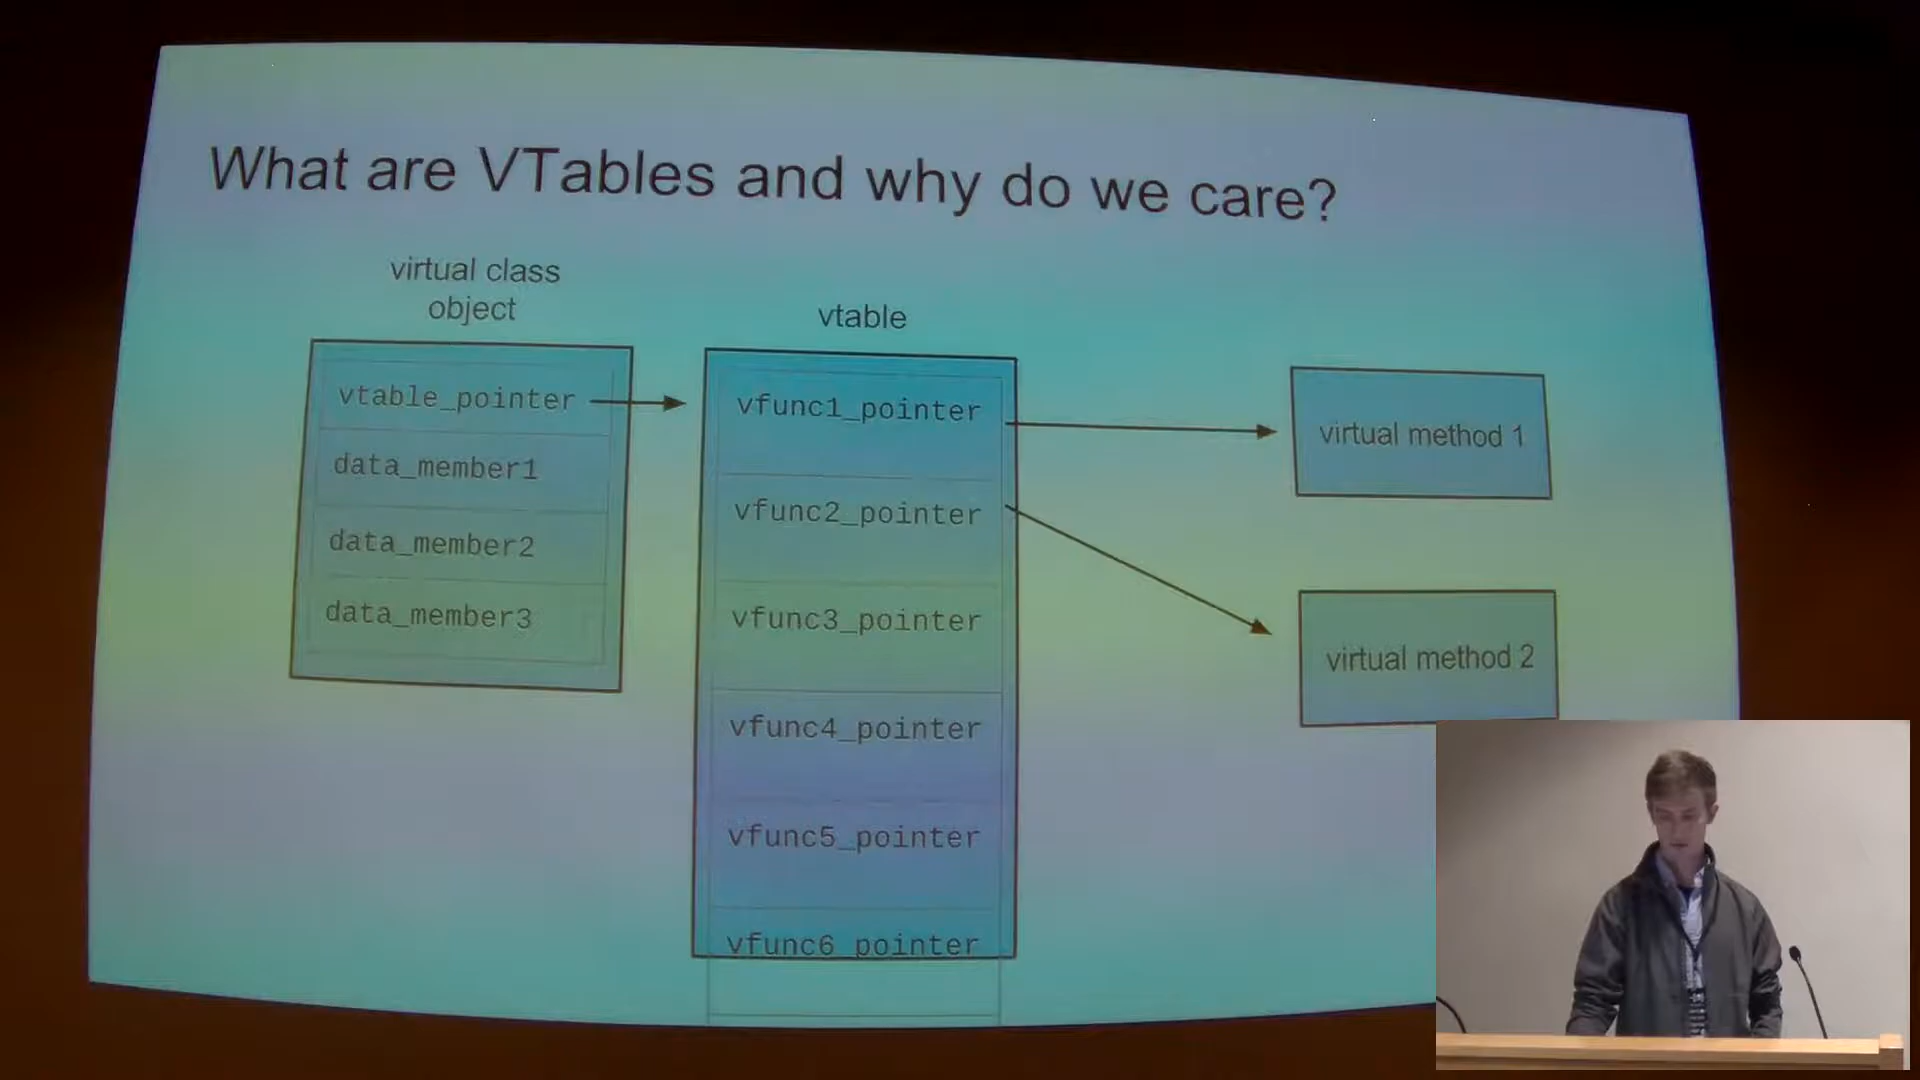 What are VTables and why do we care?
virtual class
object
vtable
vtable_pointer
data_member1
data_member2
data_member3
vfunc1_pointer
vfunc2_pointer
vfunc3_pointer
vfunc4_pointer
vfunc5_pointer
vfunc6_pointer
virtual method 1
virtual method 2